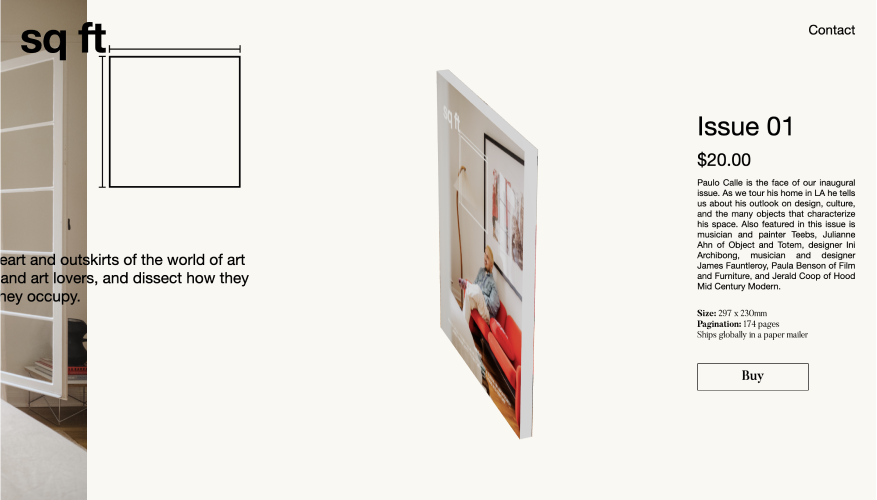 sq ft
Contact
eart and outskirts of the world of art
and art lovers, and dissect how they
hey occupy.
sq ft
Issue 01
$20.00
Paulo Calle is the face of our inaugural
issue. As we tour his home in LA he tells
us about his outlook on design, culture,
and the many objects that characterize
his space. Also featured in this issue is
musician and painter Teebs, Julianne
Ahn of Object and Totem, designer Ini
Archibong, musician and designer
James Fauntleroy, Paula Benson of Film
and Furniture, and Jerald Coop of Hood
Mid Century Modern.
Size: 297 x 230mm
Pagination: 174 pages
Ships globally in a paper mailer
Buy